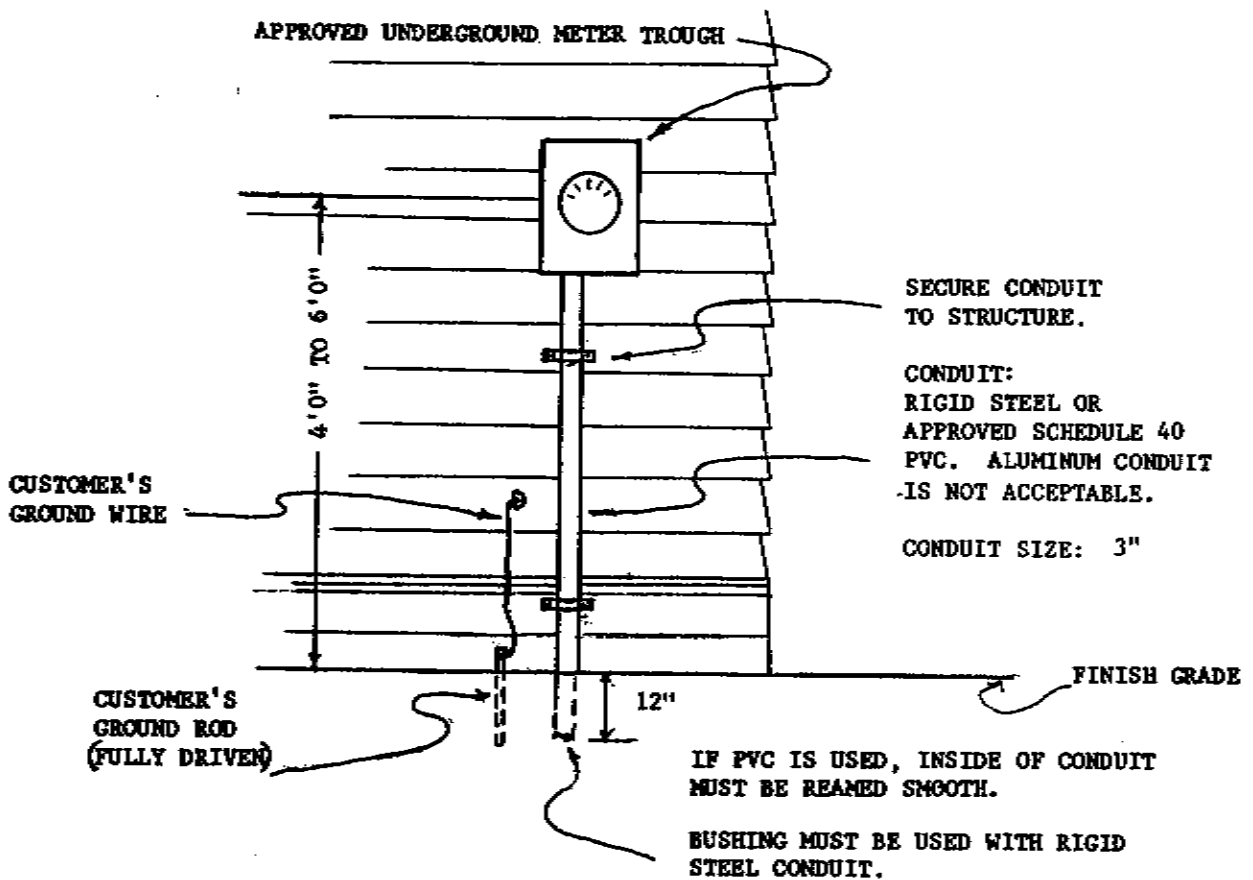 APPROVED UNDERGROUND METER TROUGH
4'0" TO 6'0"
SECURE CONDUIT
TO STRUCTURE.
CONDUIT:
RIGID STEEL OR
APPROVED SCHEDULE 40
PVC. ALUMINUM CONDUIT
IS NOT ACCEPTABLE.
CONDUIT SIZE: 3"
CUSTOMER'S
GROUND WIRE
CUSTOMER'S
GROUND ROD
(FULLY DRIVEN)
12"
FINISH GRADE
IF PVC IS USED, INSIDE OF CONDUIT
MUST BE REAMED SMOOTH.
BUSHING MUST BE USED WITH RIGID
STEEL CONDUIT.